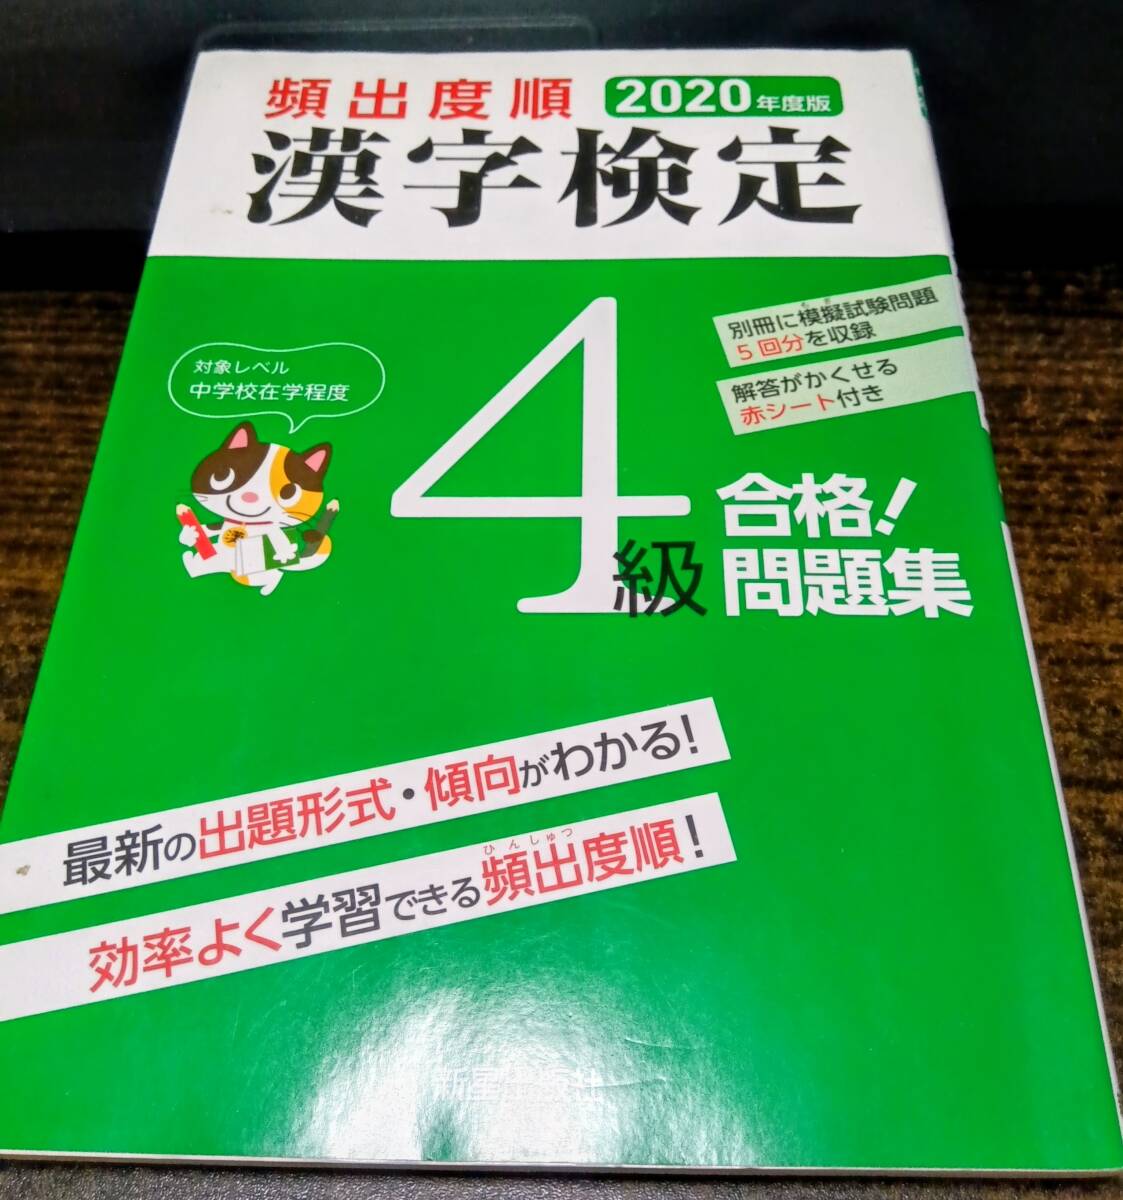 頻出度順 2020年度版
漢字検定
別冊に模擬試験問題
もぎ
5回分を収録
解答がかくせる
赤シート付き
対象レベル
中学校在学程度
4級
合格!
問題集
最新の出題形式・傾向がわかる!
ひんしゅつ
効率よく学習できる頻出度順!
新星出版社